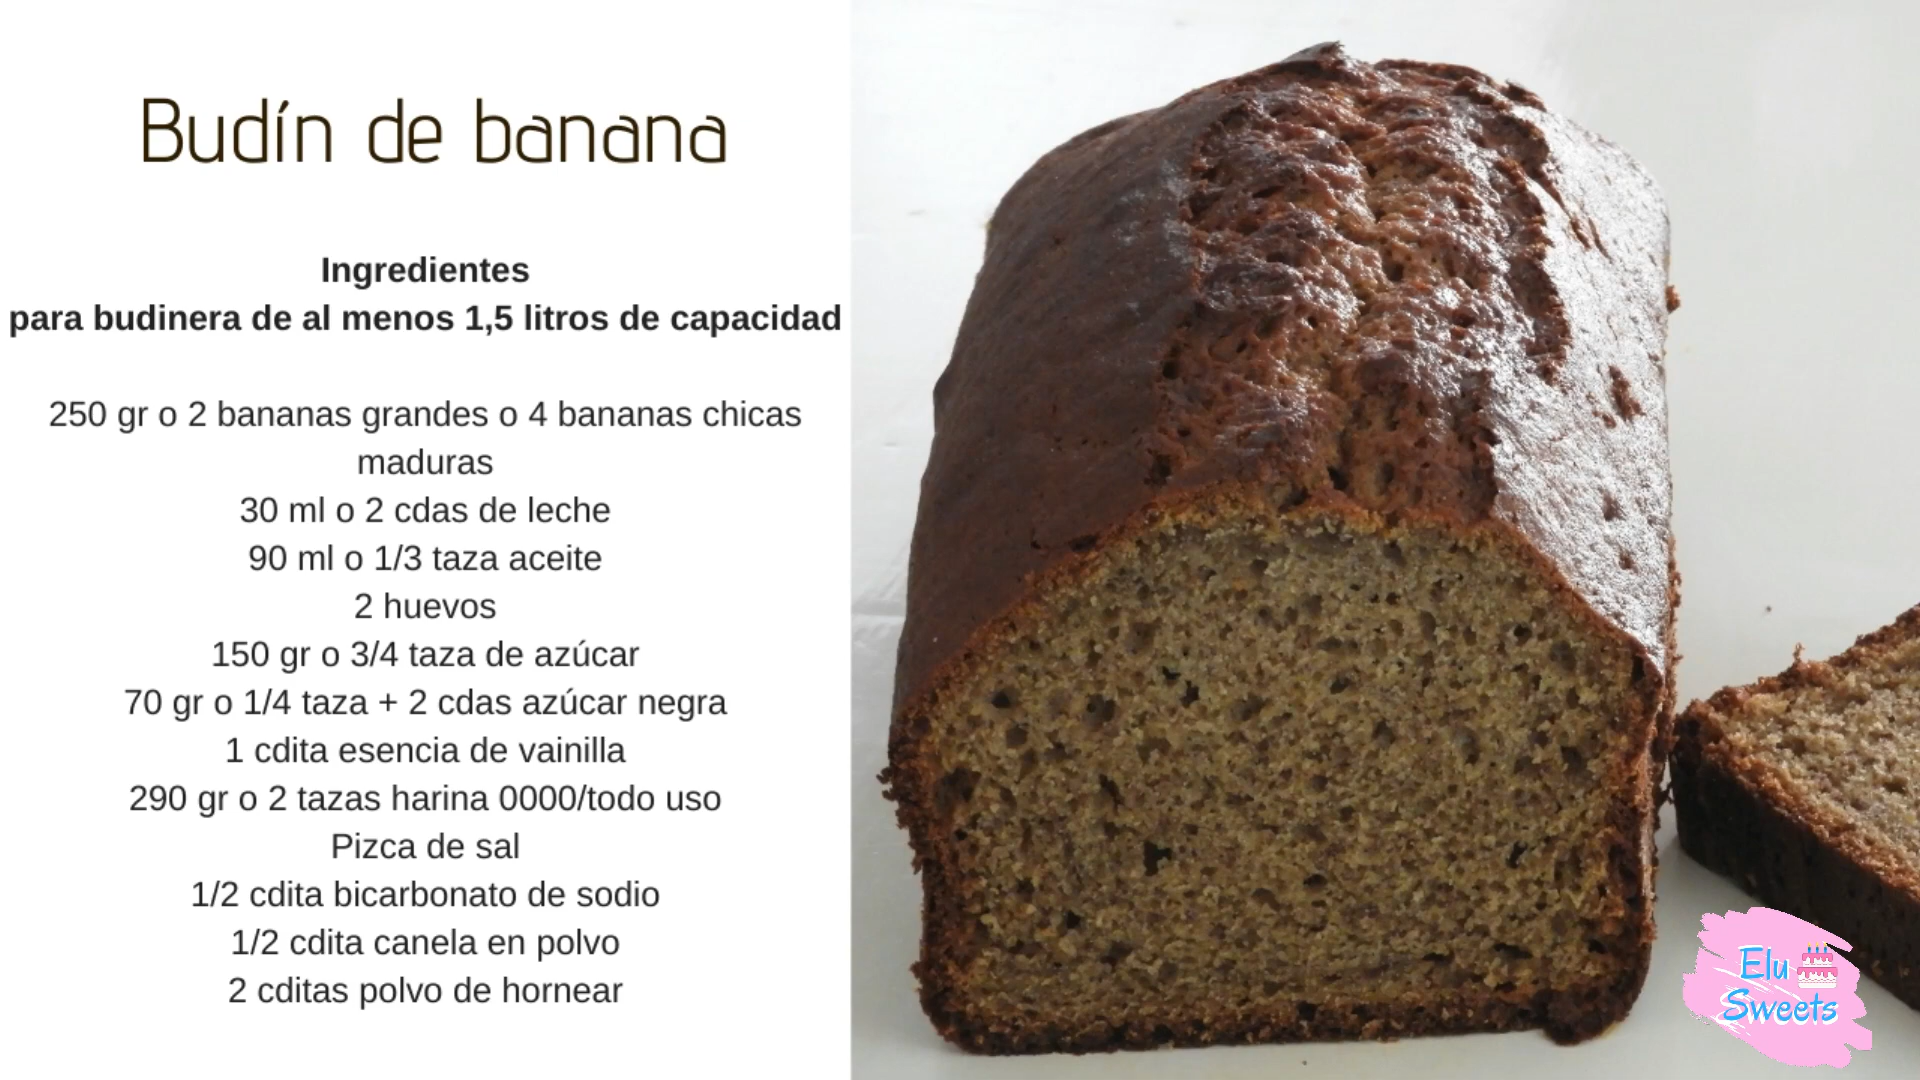 Budín de banana
Ingredientes
para budinera de al menos 1,5 litros de capacidad
250 gr o 2 bananas grandes o 4 bananas chicas
maduras
30 ml o 2 cdas de leche
90 ml o 1/3 taza aceite
2 huevos
150 gr o 3/4 taza de azúcar
70 gr o 1/4 taza + 2 cdas azúcar negra
1 cdita esencia de vainilla
290 gr o 2 tazas harina 0000/todo uso
Pizca de sal
1/2 cdita bicarbonato de sodio
1/2 cdita canela en polvo
2 cditas polvo de hornear
Elu
Sweets